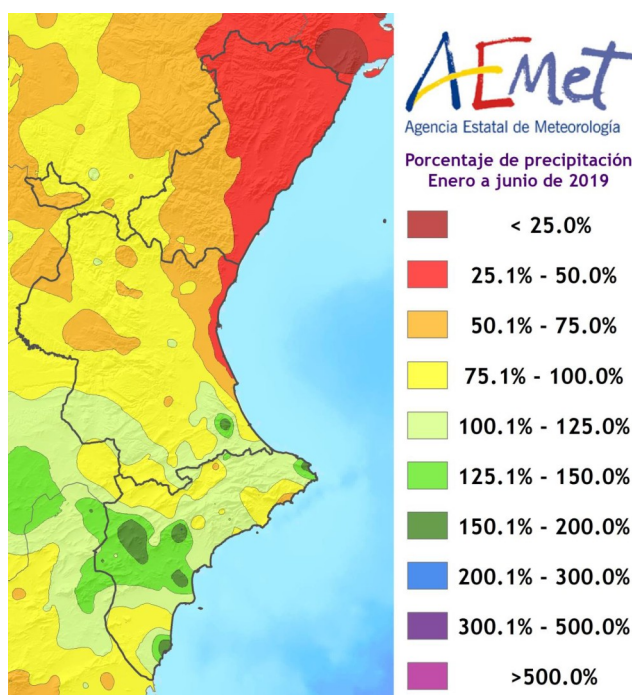 AEMet
Agencia Estatal de Meteorología
Porcentaje de precipitación
Enero a junio de 2019
< 25.0%
25.1% - 50.0%
50.1% - 75.0%
75.1% - 100.0%
100.1% - 125.0%
125.1% - 150.0%
150.1% - 200.0%
200.1% - 300.0%
300.1% - 500.0%
>500.0%